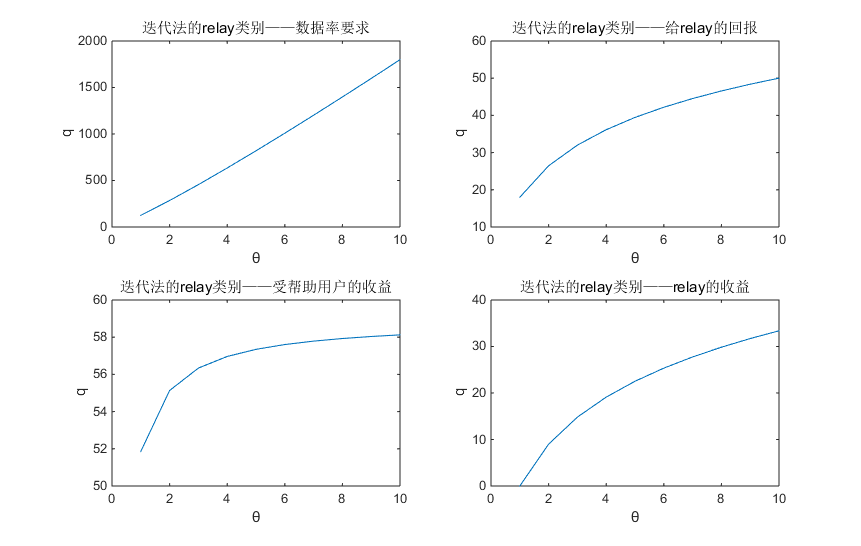 迭代法的relay类别——数据率要求
2000
1500
1000
500
0
q
0 2 4 6 8 10
θ
迭代法的relay类别——给relay的回报
60
50
40
30
20
10
q
0 2 4 6 8 10
θ
迭代法的relay类别——受帮助用户的收益
60
58
56
54
52
50
q
0 2 4 6 8 10
θ
迭代法的relay类别——relay的收益
40
30
20
10
0
q
0 2 4 6 8 10
θ